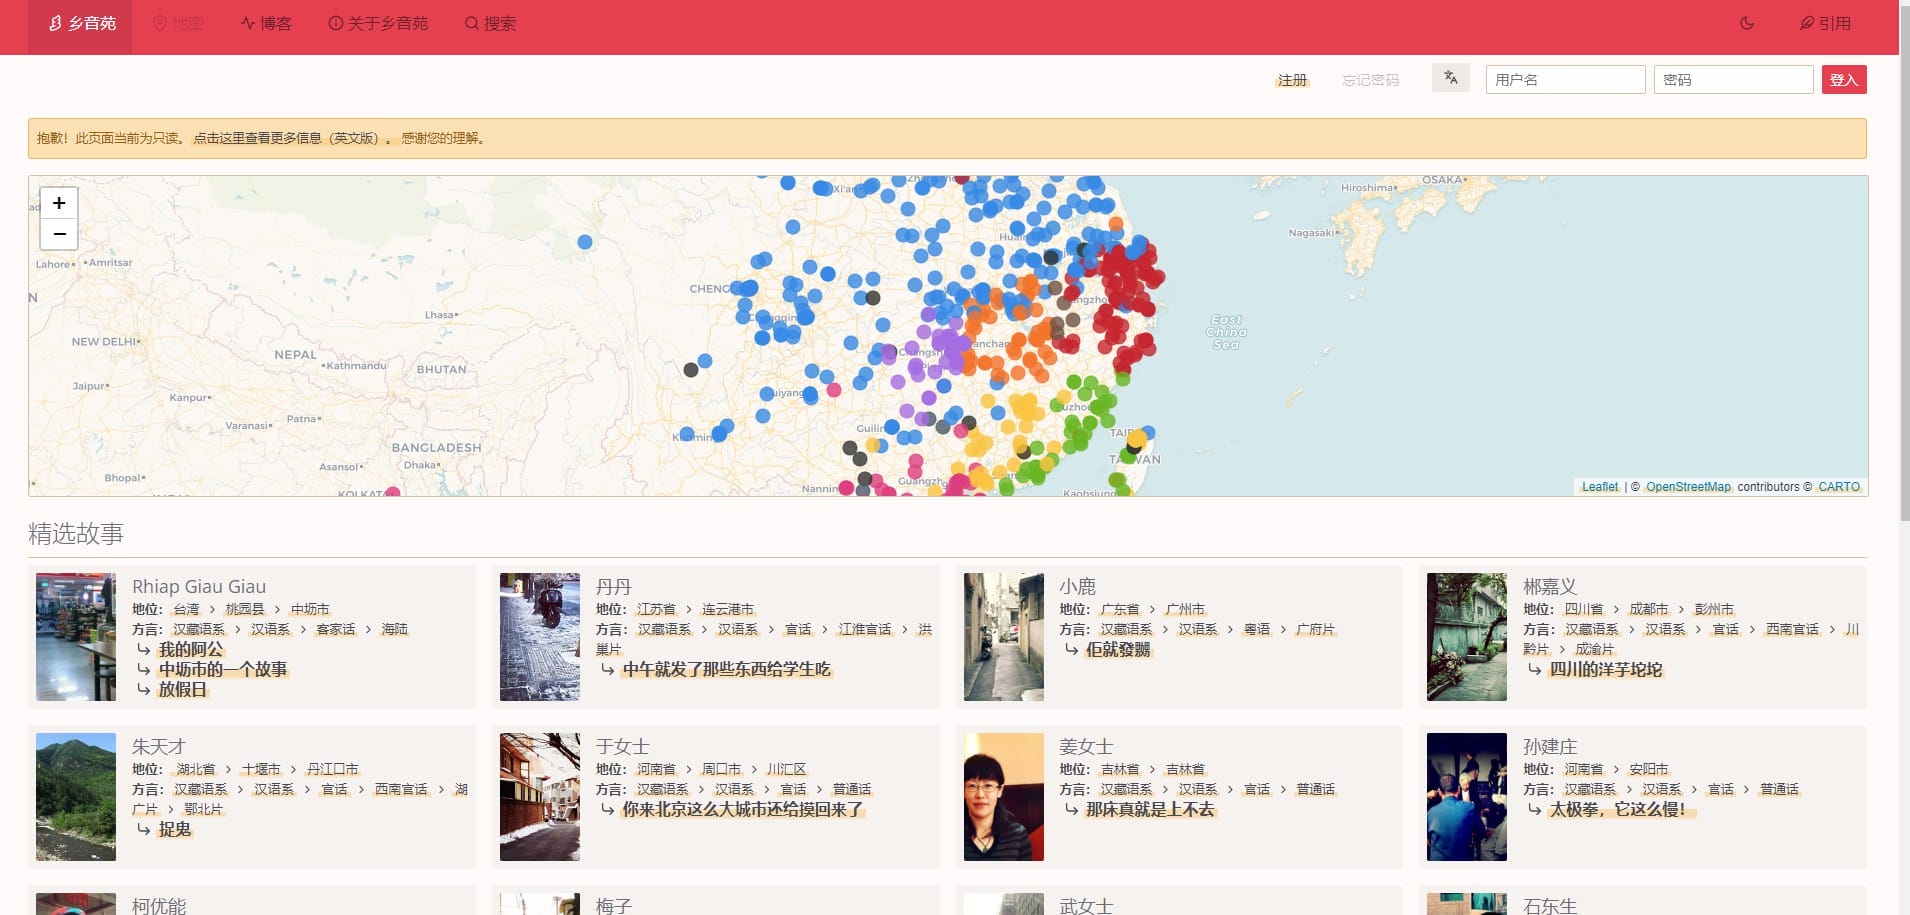 乡音苑 地图 博客 关于乡音苑 搜索 引用
注册 忘记密码 用户名 密码 登入
抱歉！此页面当前为只读。 点击这里查看更多信息（英文版）。 感谢您的理解。
+
−
Xi'an
OSAKA
Hiroshima
Nagasaki
Lahore
Amritsar
CHENG
Lhasa
NEW DELHI
East
China
Sea
NEPAL
Kathmandu
BHUTAN
Jaipur
Kanpur
Patna
Varanasi
BANGLADESH
Asansol
Dhaka
Bhopal
KOLKATA
Nanning
Kaohsiung
Leaflet | © OpenStreetMap contributors © CARTO
精选故事
Rhiap Giau Giau
地位： 台湾 > 桃园县 > 中坜市
方言： 汉藏语系 > 汉语系 > 客家话 > 海陆
我的阿公
中坜市的一个故事
放假日
丹丹
地位： 江苏省 > 连云港市
方言： 汉藏语系 > 汉语系 > 官话 > 江淮官话 > 洪
巢片
中午就发了那些东西给学生吃
小鹿
地位： 广东省 > 广州市
方言： 汉藏语系 > 汉语系 > 粤语 > 广府片
佢就發嬲
郴嘉义
地位： 四川省 > 成都市 > 彭州市
方言： 汉藏语系 > 汉语系 > 官话 > 西南官话 > 川
黔片 > 成渝片
四川的洋芋坨坨
朱天才
地位： 湖北省 > 十堰市 > 丹江口市
方言： 汉藏语系 > 汉语系 > 官话 > 西南官话 > 湖
广片 > 鄂北片
捉鬼
于女士
地位： 河南省 > 周口市 > 川汇区
方言： 汉藏语系 > 汉语系 > 官话 > 普通话
你来北京这么大城市还给摸回来了
姜女士
地位： 吉林省 > 吉林省
方言： 汉藏语系 > 汉语系 > 官话 > 普通话
那床真就是上不去
孙建庄
地位： 河南省 > 安阳市
方言： 汉藏语系 > 汉语系 > 官话 > 普通话
太极拳，它这么慢！
柯优能
梅子
武女士
石东生